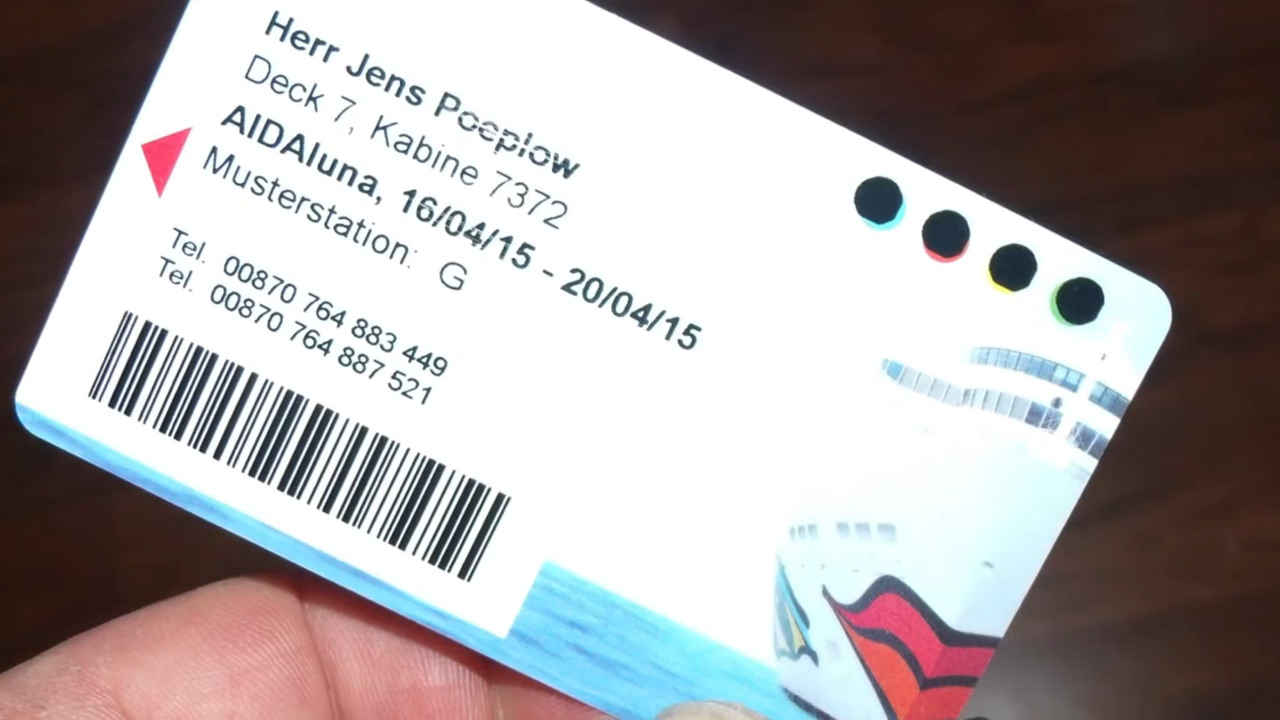 Herr Jens Poeplow
Deck 7, Kabine 7372
AIDAluna, 16/04/15 - 20/04/15
Musterstation: G
Tel. 00870 764 883 449
Tel. 00870 764 887 521